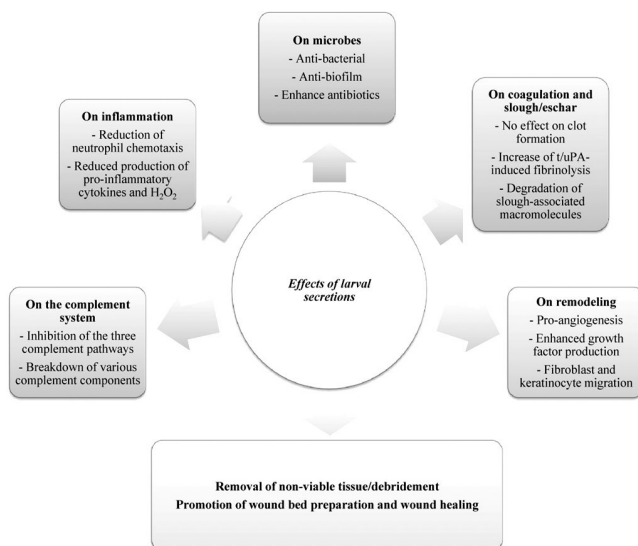 On microbes
- Anti-bacterial
- Anti-biofilm
- Enhance antibiotics
On inflammation
- Reduction of
neutrophil chemotaxis
- Reduced production of
pro-inflammatory
cytokines and H₂O₂
On coagulation and
slough/eschar
- No effect on clot
formation
- Increase of t/uPA-
induced fibrinolysis
- Degradation of
slough-associated
macromolecules
Effects of larval
secretions
On the complement
system
- Inhibition of the three
complement pathways
- Breakdown of various
complement components
On remodeling
- Pro-angiogenesis
- Enhanced growth
factor production
- Fibroblast and
keratinocyte migration
Removal of non-viable tissue/debridement
Promotion of wound bed preparation and wound healing